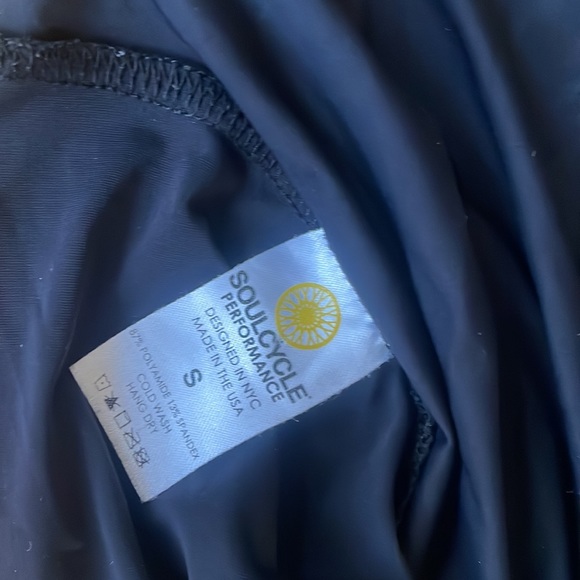 SOULCYCLE
PERFORMANCE
DESIGNED IN NYC
MADE IN THE USA
S
87% POLYAMIDE 13% SPANDEX
COLD WASH
HANG DRY